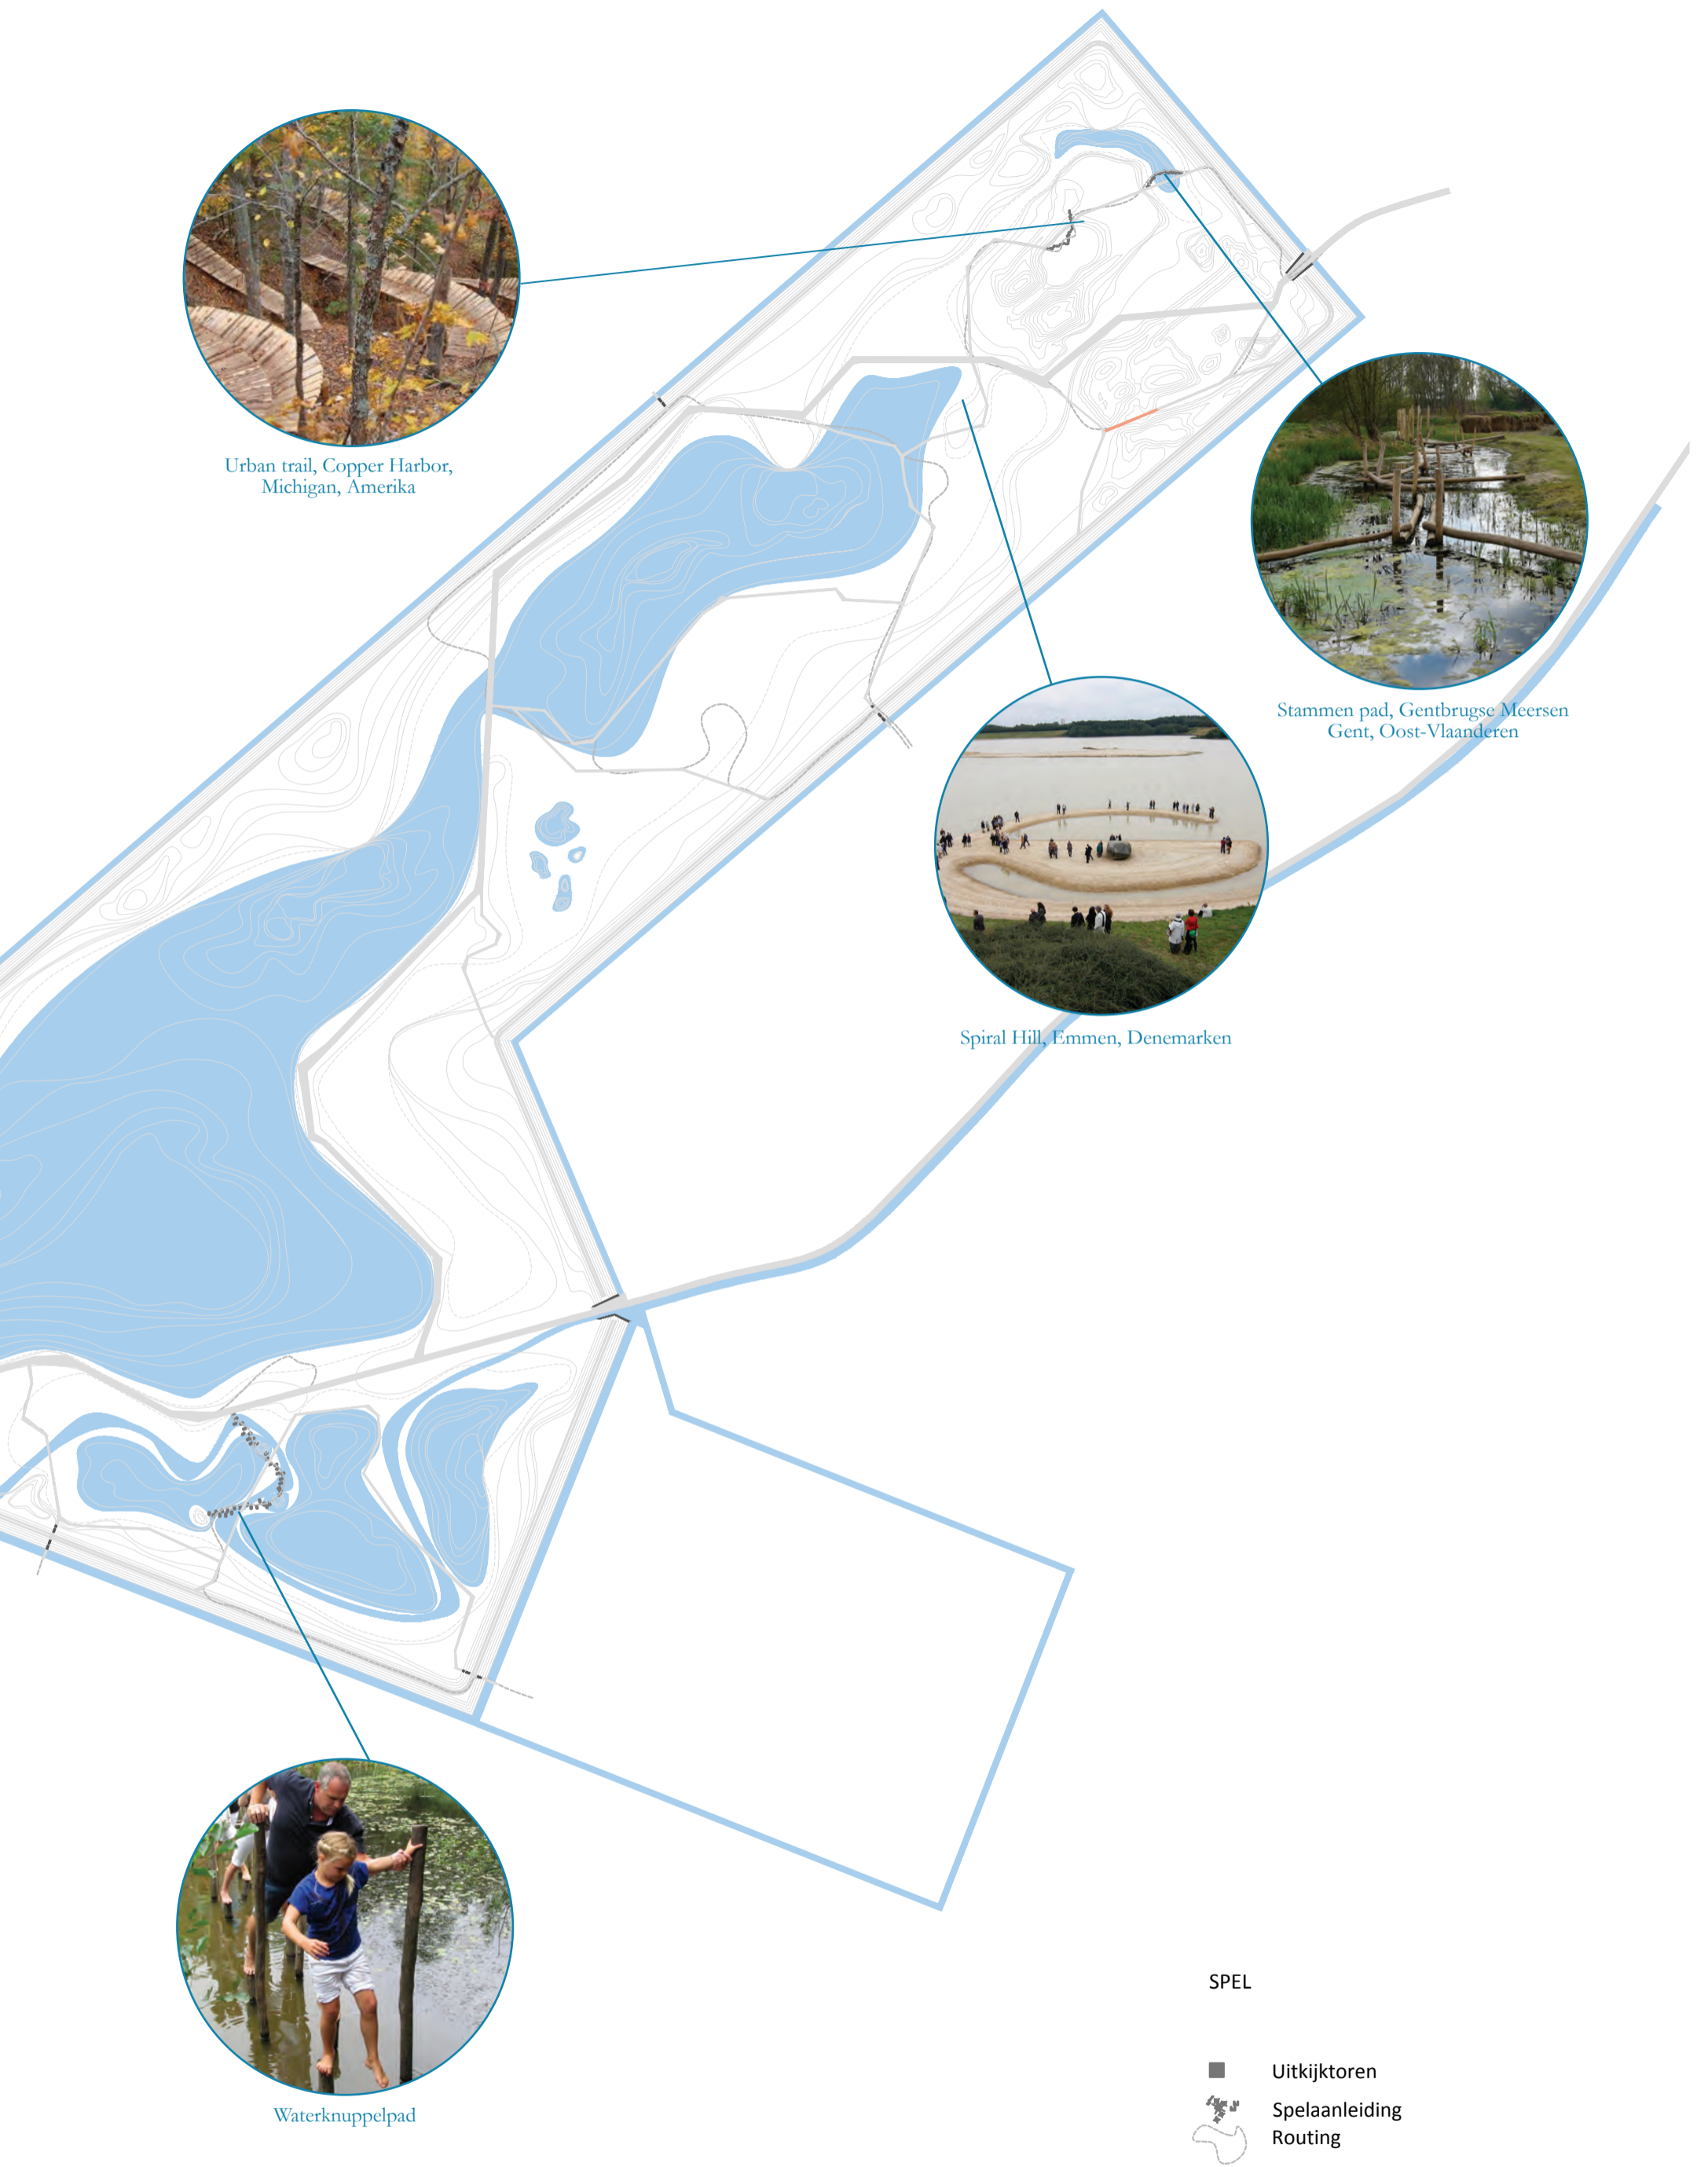 Urban trail, Copper Harbor,
Michigan, Amerika
Stammen pad, Gentbrugse Meersen
Gent, Oost-Vlaanderen
Spiral Hill, Emmen, Denemarken
Waterknuppelpad
SPEL
Uitkijktoren
Spelaanleiding
Routing